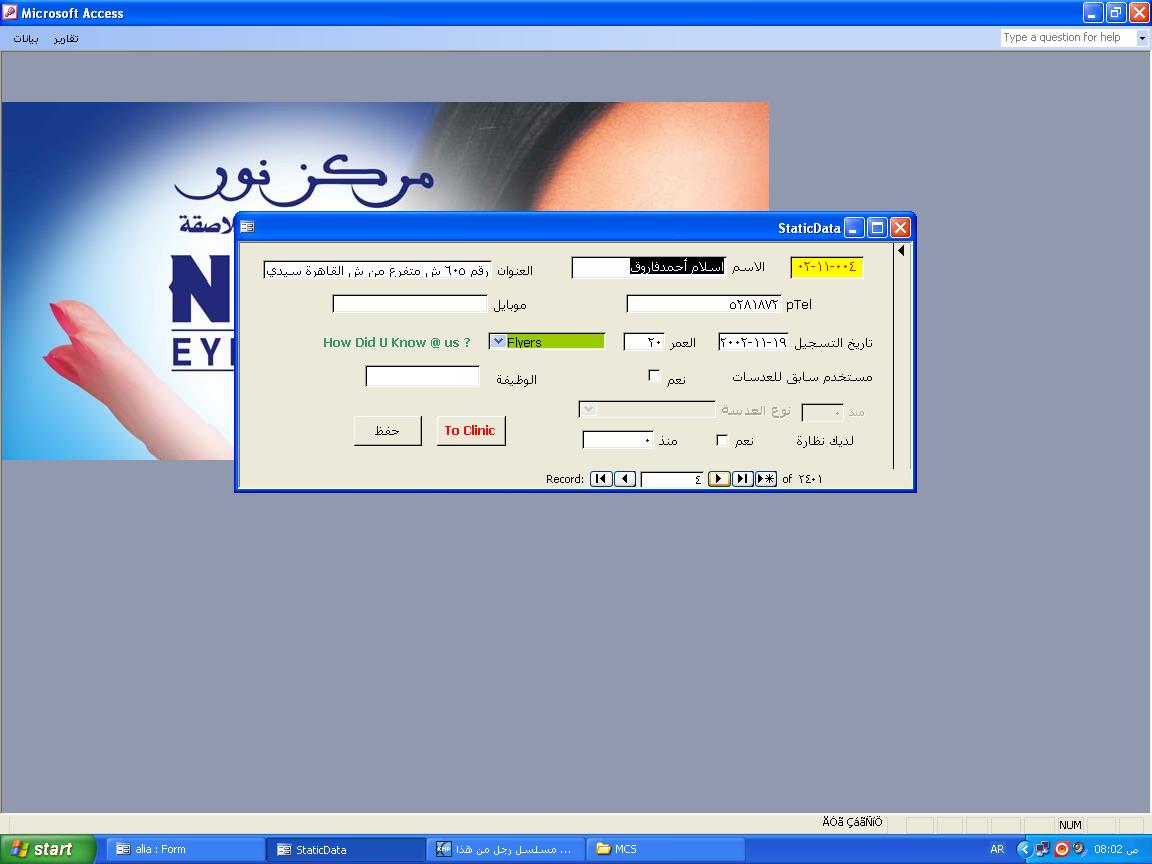 Microsoft Access
بيانات تقارير
Type a question for help
مركز نور
لاصقة
N
EYE
StaticData
٠٢-١١-٠٠٤ الاسم اسلام أحمدفاروق العنوان رقم ٦٠٥ ش متفرع من ش القاهرة سيدي
pTel ٥٢٨١٨٧٢ موبايل
تاريخ التسجيل ٢٠٠٢-١١-١٩ العمر ٢٠ Flyers How Did U Know @ us ?
مستخدم سابق للعدسات نعم الوظيفة
منذ ٠ نوع العدسة
To Clinic حفظ
لديك نظارة نعم منذ ٠
Record: ٤ of ٢٤٠١
ÃÓã ÇáãÑíÖ
NUM
start alia : Form StaticData مسلسل رجل من هذا ... MCS AR 08:02 ص